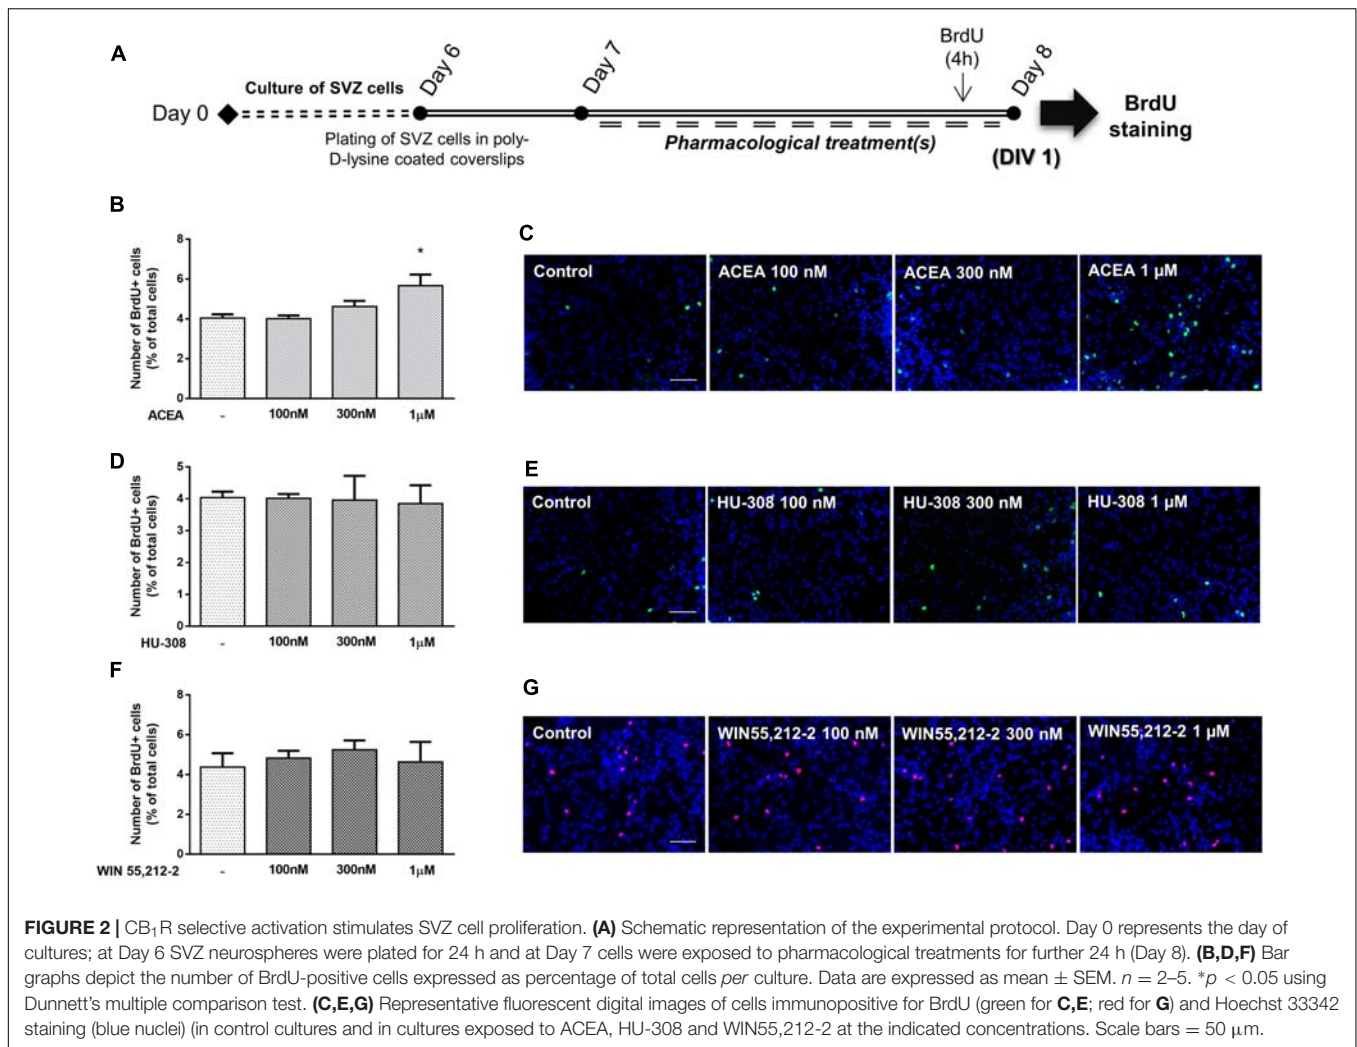 A
Day 0
Culture of SVZ cells
Day 6
Plating of SVZ cells in poly-
D-lysine coated coverslips
Day 7
Pharmacological treatment(s)
BrdU
(4h)
Day 8
(DIV 1)
BrdU
staining
B
Number of BrdU+ cells
(% of total cells)
8
6
4
2
0
*
ACEA - 100nM 300nM 1μM
C
Control
ACEA 100 nM
ACEA 300 nM
ACEA 1 μM
D
Number of BrdU+ cells
(% of total cells)
5
4
3
2
1
0
HU-308 - 100nM 300nM 1μM
E
Control
HU-308 100 nM
HU-308 300 nM
HU-308 1 μM
F
Number of BrdU+ cells
(% of total cells)
8
6
4
2
0
WIN 55,212-2 - 100nM 300nM 1μM
G
Control
WIN55,212-2 100 nM
WIN55,212-2 300 nM
WIN55,212-2 1 μM
FIGURE 2 | CB₁R selective activation stimulates SVZ cell proliferation. (A) Schematic representation of the experimental protocol. Day 0 represents the day of
cultures; at Day 6 SVZ neurospheres were plated for 24 h and at Day 7 cells were exposed to pharmacological treatments for further 24 h (Day 8). (B,D,F) Bar
graphs depict the number of BrdU-positive cells expressed as percentage of total cells per culture. Data are expressed as mean ± SEM. n = 2–5. *p < 0.05 using
Dunnett's multiple comparison test. (C,E,G) Representative fluorescent digital images of cells immunopositive for BrdU (green for C,E; red for G) and Hoechst 33342
staining (blue nuclei) (in control cultures and in cultures exposed to ACEA, HU-308 and WIN55,212-2 at the indicated concentrations. Scale bars = 50 μm.